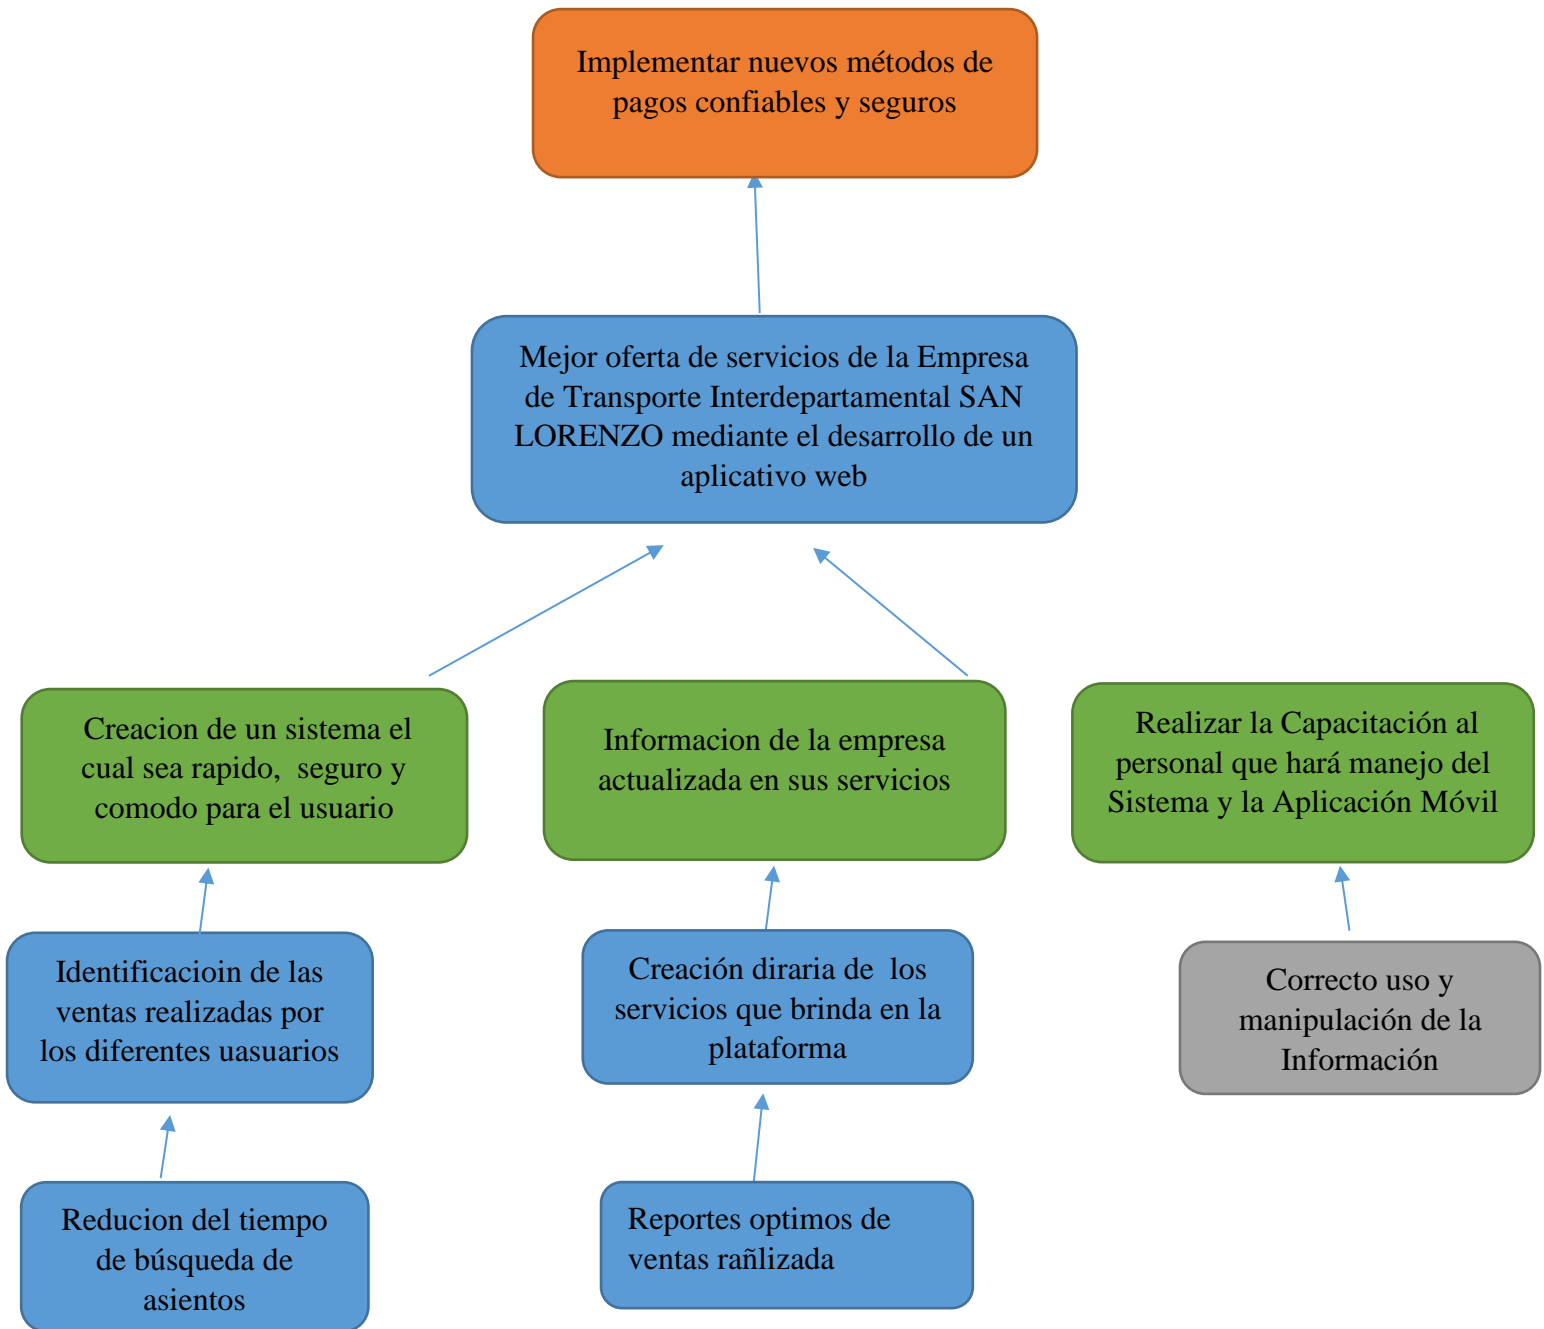 Implementar nuevos métodos de
pagos confiables y seguros
Mejor oferta de servicios de la Empresa
de Transporte Interdepartamental SAN
LORENZO mediante el desarrollo de un
aplicativo web
Creacion de un sistema el
cual sea rapido, seguro y
comodo para el usuario
Informacion de la empresa
actualizada en sus servicios
Realizar la Capacitación al
personal que hará manejo del
Sistema y la Aplicación Móvil
Identificacioin de las
ventas realizadas por
los diferentes uasuarios
Creación diraria de los
servicios que brinda en la
plataforma
Correcto uso y
manipulación de la
Información
Reducion del tiempo
de búsqueda de
asientos
Reportes optimos de
ventas rañlizada